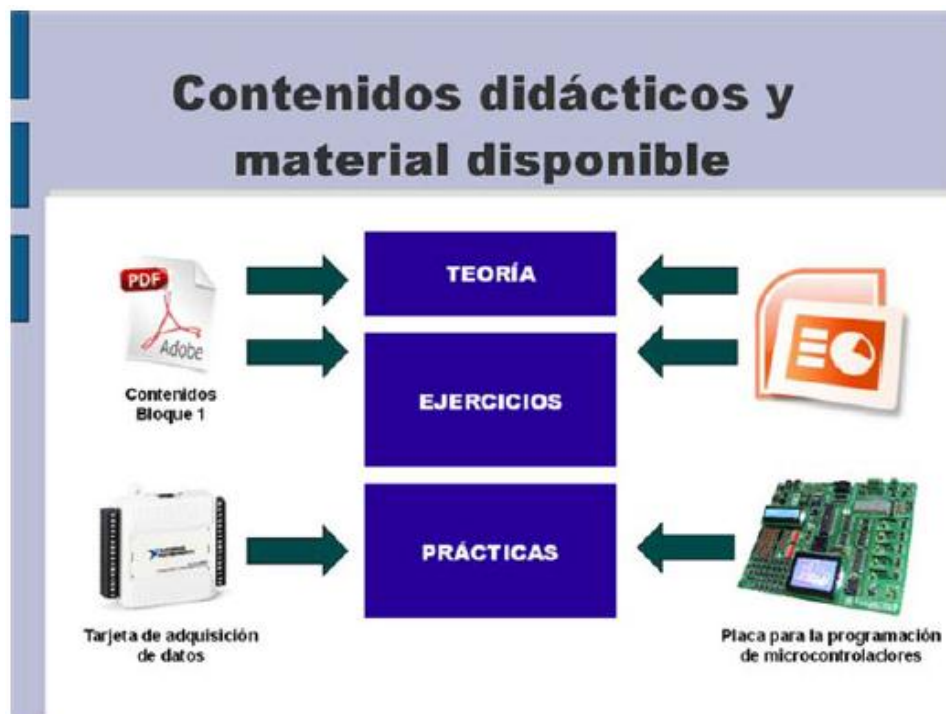 Contenidos didácticos y
material disponible
TEORÍA
PDF
Adobe
EJERCICIOS
Contenidos
Bloque 1
PRÁCTICAS
Tarjeta de adquisición
de datos
Placa para la programación
de microcontrolaclores